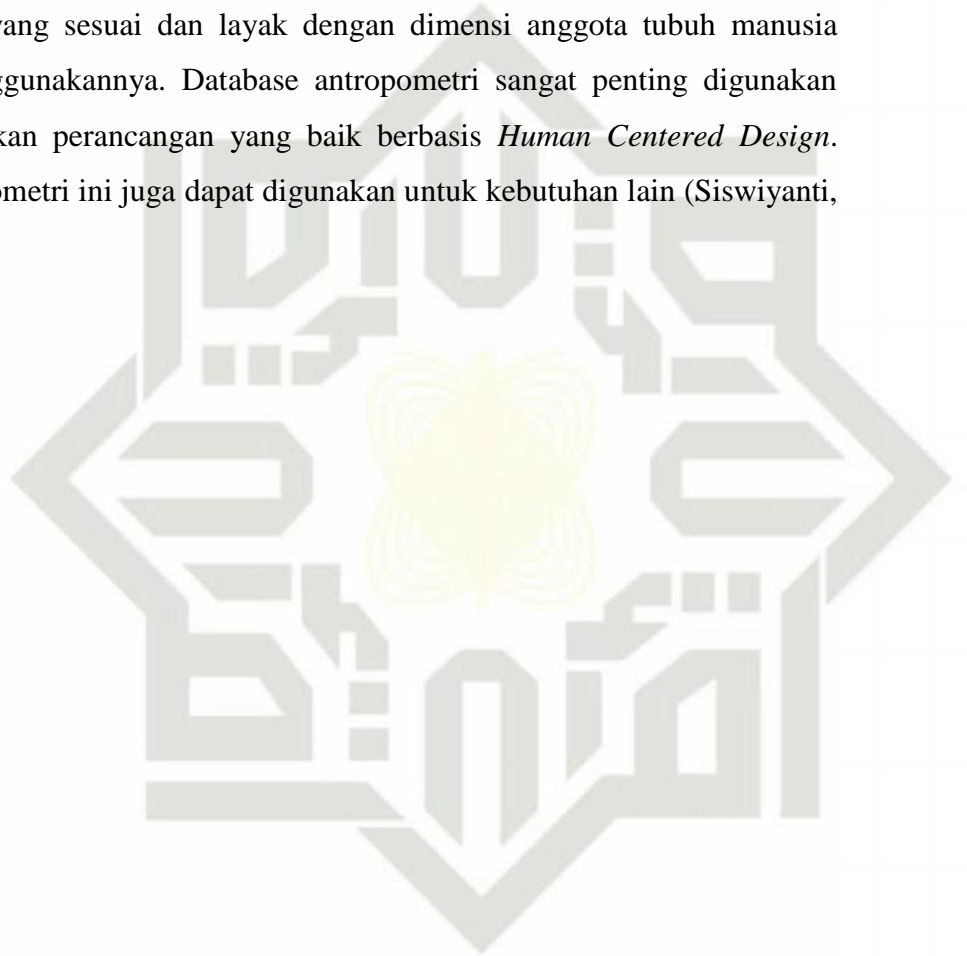 yang sesuai dan layak dengan dimensi anggota tubuh manusia
ggunakannya. Database antropometri sangat penting digunakan
kan perancangan yang baik berbasis Human Centered Design.
ometri ini juga dapat digunakan untuk kebutuhan lain (Siswiyanti,